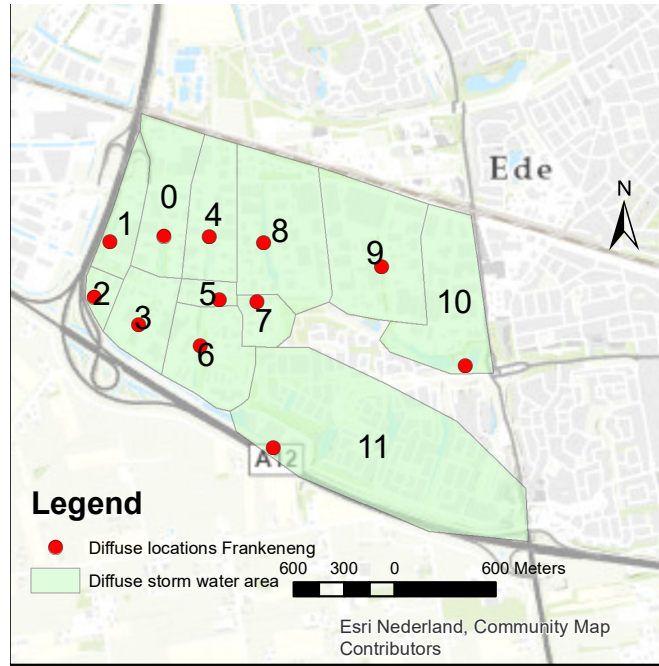 Ede
N
0
1
4
8
9
2
5
10
3
7
6
11
A12
Legend
Diffuse locations Frankeneng
Diffuse storm water area
600 300 0 600 Meters
Esri Nederland, Community Map
Contributors